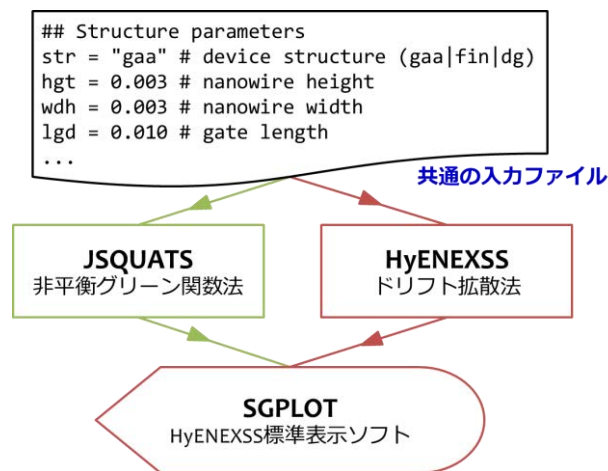 ## Structure parameters
str = "gaa" # device structure (gaa|fin|dg)
hgt = 0.003 # nanowire height
wdh = 0.003 # nanowire width
lgd = 0.010 # gate length
...
共通の入力ファイル
JSQUATS
非平衡グリーン関数法
HyENEXSS
ドリフト拡散法
SGPLOT
HyENEXSS標準表示ソフト